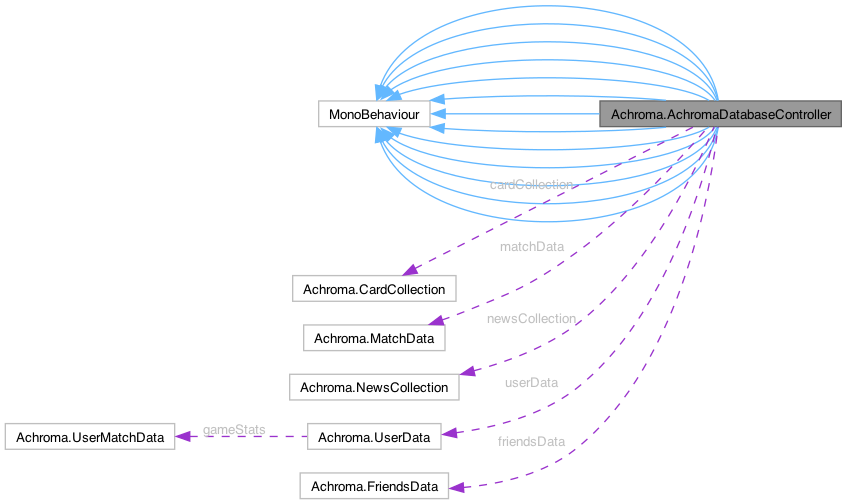 MonoBehaviour
Achroma.AchromaDatabaseController
cardCollection
matchData
Achroma.CardCollection
newsCollection
Achroma.MatchData
userData
Achroma.NewsCollection
gameStats
friendsData
Achroma.UserMatchData
Achroma.UserData
Achroma.FriendsData